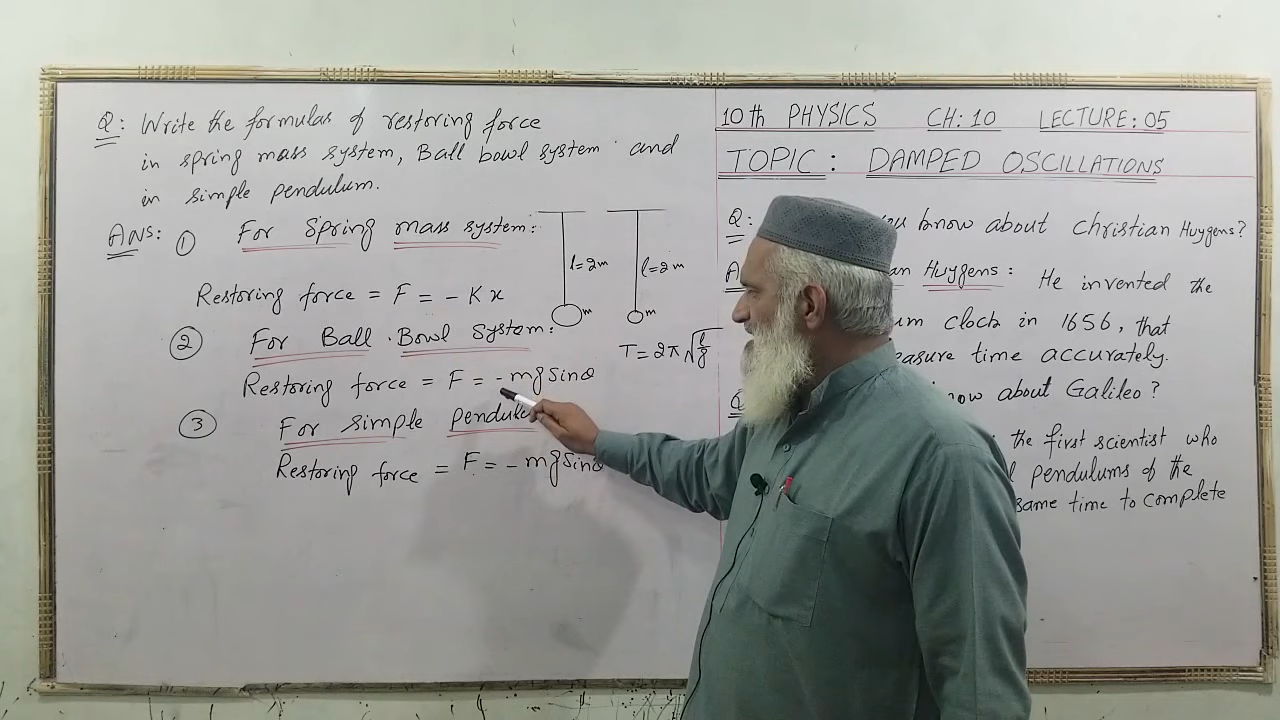 Q: Write the formulas of restoring force
in spring mass system, Ball bowl system and
in simple pendulum.
Ans: ① For Spring mass system:
Restoring force = F = - Kx
② For Ball Bowl System:
Restoring force = F = - mg sinθ
③ For simple
Restoring force = F = - mg sinθ
l=2m
m
l=2m
m
T = 2π√l/g
10th PHYSICS CH: 10 LECTURE: 05
TOPIC: DAMPED OSCILLATIONS
Q: you know about Christian Huygens?
Huygens: He invented the
clock in 1656, that
time accurately.
about Galileo?
the first scientist who
pendulums of the
same time to complete